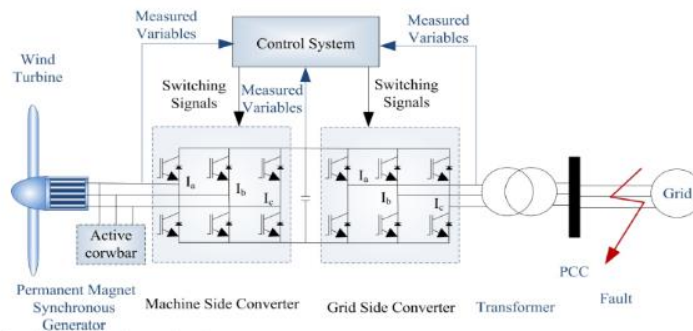 Measured
Variables
Control System
Measured
Variables
Wind
Turbine
Switching
Signals
Measured
Variables
Switching
Signals
Ia
Ib
Ic
Ia
Ib
Ic
Grid
Active
corwbar
PCC
Permanent Magnet
Synchronous
Generator
Machine Side Converter
Grid Side Converter
Transformer
Fault